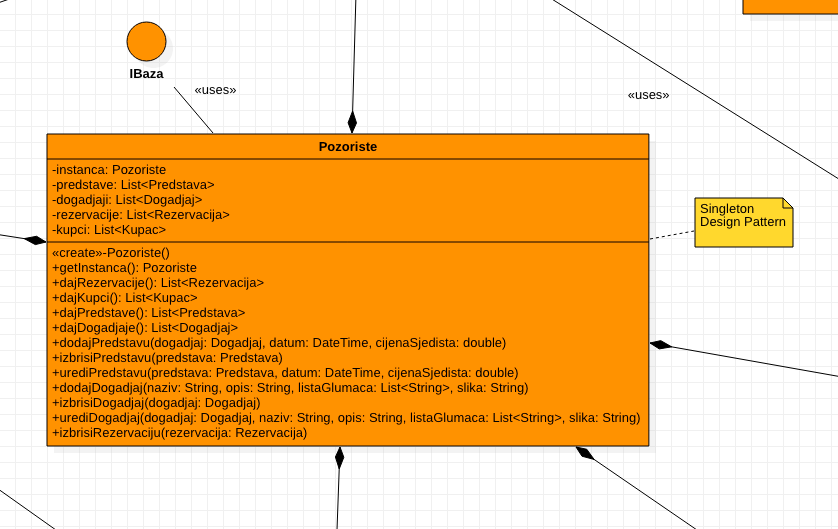 IBaza
«uses»
«uses»
Pozoriste
-instanca: Pozoriste
-predstave: List<Predstava>
-dogadjaji: List<Dogadjaj>
-rezervacije: List<Rezervacija>
-kupci: List<Kupac>
Singleton
Design Pattern
«create»-Pozoriste()
+getInstanca(): Pozoriste
+dajRezervacije(): List<Rezervacija>
+dajKupci(): List<Kupac>
+dajPredstave(): List<Predstava>
+dajDogadjaje(): List<Dogadjaj>
+dodajPredstavu(dogadjaj: Dogadjaj, datum: DateTime, cijenaSjedista: double)
+izbrisiPredstavu(predstava: Predstava)
+urediPredstavu(predstava: Predstava, datum: DateTime, cijenaSjedista: double)
+dodajDogadjaj(naziv: String, opis: String, listaGlumaca: List<String>, slika: String)
+izbrisiDogadjaj(dogadjaj: Dogadjaj)
+urediDogadjaj(dogadjaj: Dogadjaj, naziv: String, opis: String, listaGlumaca: List<String>, slika: String)
+izbrisiRezervaciju(rezervacija: Rezervacija)